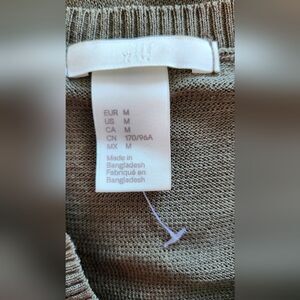 EUR M
US M
CA M
CN 170/96A
MX M
Made in
Bangladesh
Fabriqué en
Bangladesh